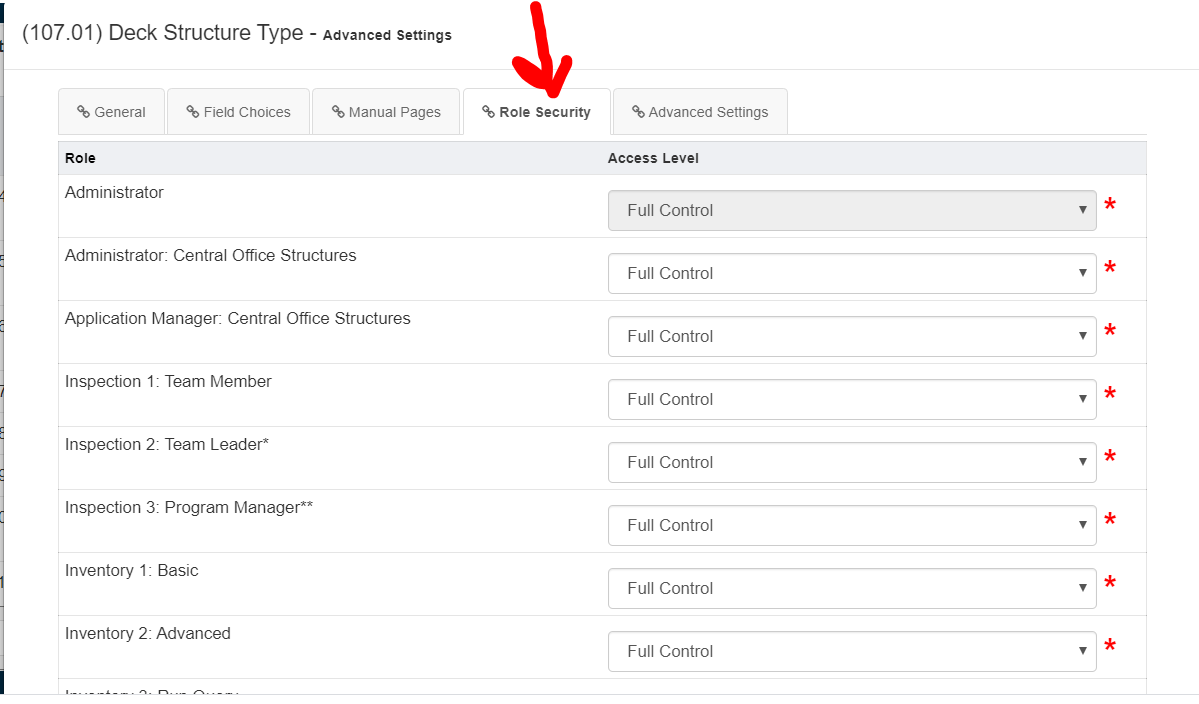 (107.01) Deck Structure Type - Advanced Settings
General Field Choices Manual Pages Role Security Advanced Settings
Role Access Level
Administrator
Full Control ▼ *
Administrator: Central Office Structures
Full Control ▼ *
Application Manager: Central Office Structures
Full Control ▼ *
Inspection 1: Team Member
Full Control ▼ *
Inspection 2: Team Leader*
Full Control ▼ *
Inspection 3: Program Manager**
Full Control ▼ *
Inventory 1: Basic
Full Control ▼ *
Inventory 2: Advanced
Full Control ▼ *